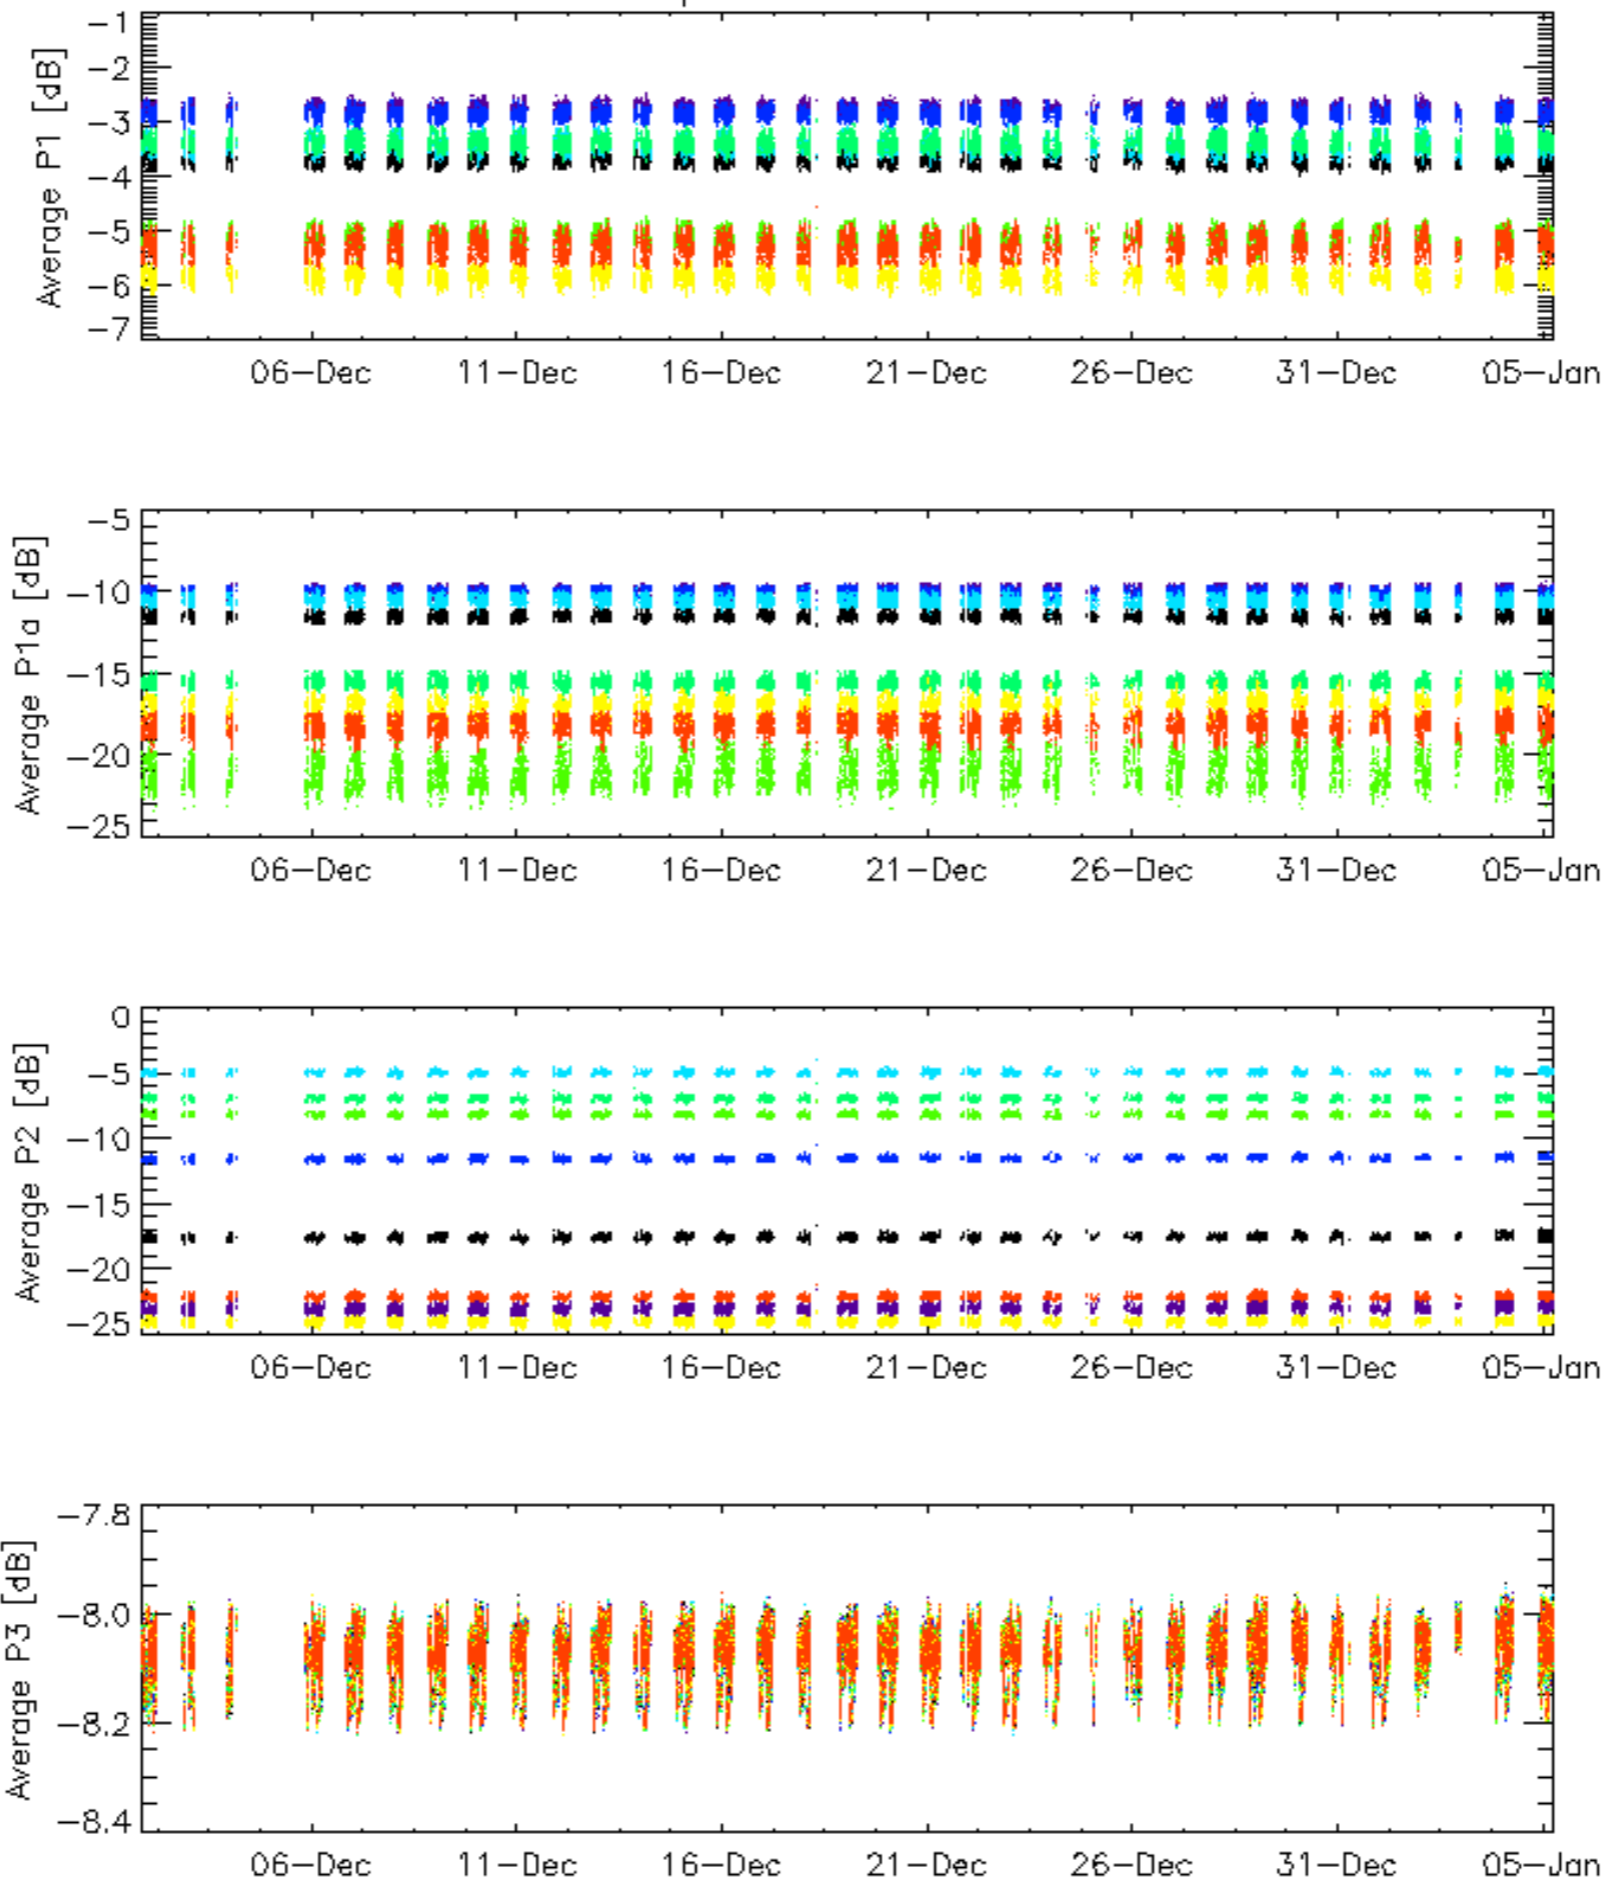 Average P1 [dB]
−1
−2
−3
−4
−5
−6
−7
06−Dec 11−Dec 16−Dec 21−Dec 26−Dec 31−Dec 05−Jan
Average P1a [dB]
−5
−10
−15
−20
−25
06−Dec 11−Dec 16−Dec 21−Dec 26−Dec 31−Dec 05−Jan
Average P2 [dB]
0
−5
−10
−15
−20
−25
06−Dec 11−Dec 16−Dec 21−Dec 26−Dec 31−Dec 05−Jan
Average P3 [dB]
−7.8
−8.0
−8.2
−8.4
06−Dec 11−Dec 16−Dec 21−Dec 26−Dec 31−Dec 05−Jan